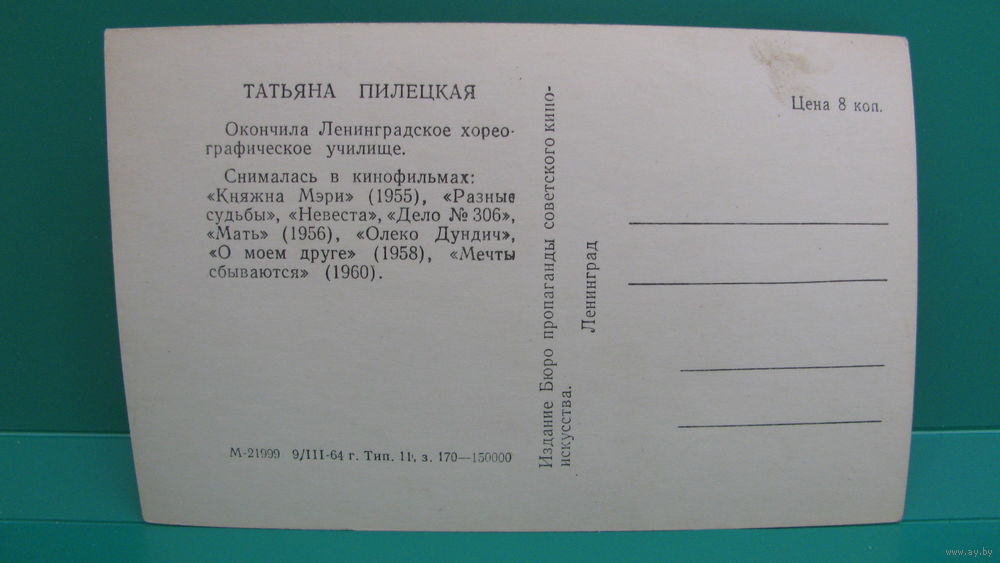 ТАТЬЯНА ПИЛЕЦКАЯ
Окончила Ленинградское хорео-
графическое училище.
Снималась в кинофильмах:
«Княжна Мэри» (1955), «Разные
судьбы», «Невеста», «Дело № 306»,
«Мать» (1956), «Олеко Дундич»,
«О моем друге» (1958), «Мечты
сбываются» (1960).
М-21999 9/III-64 г. Тип. 11, з. 170—150000
Издание Бюро пропаганды советского кино-
искусства.
Ленинград
Цена 8 коп.
www.ay.by